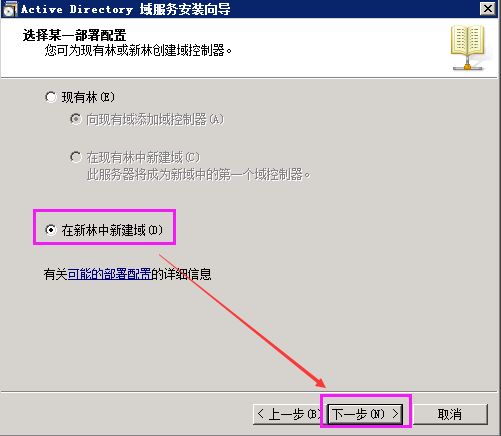 Active Directory 域服务安装向导
选择某一部署配置
您可为现有林或新林创建域控制器。
现有林(E)
向现有域添加域控制器(A)
在现有林中新建域(C)
此服务器将成为新域中的第一个域控制器。
在新林中新建域(D)
有关可能的部署配置的详细信息
< 上一步(B) 下一步(N) > 取消